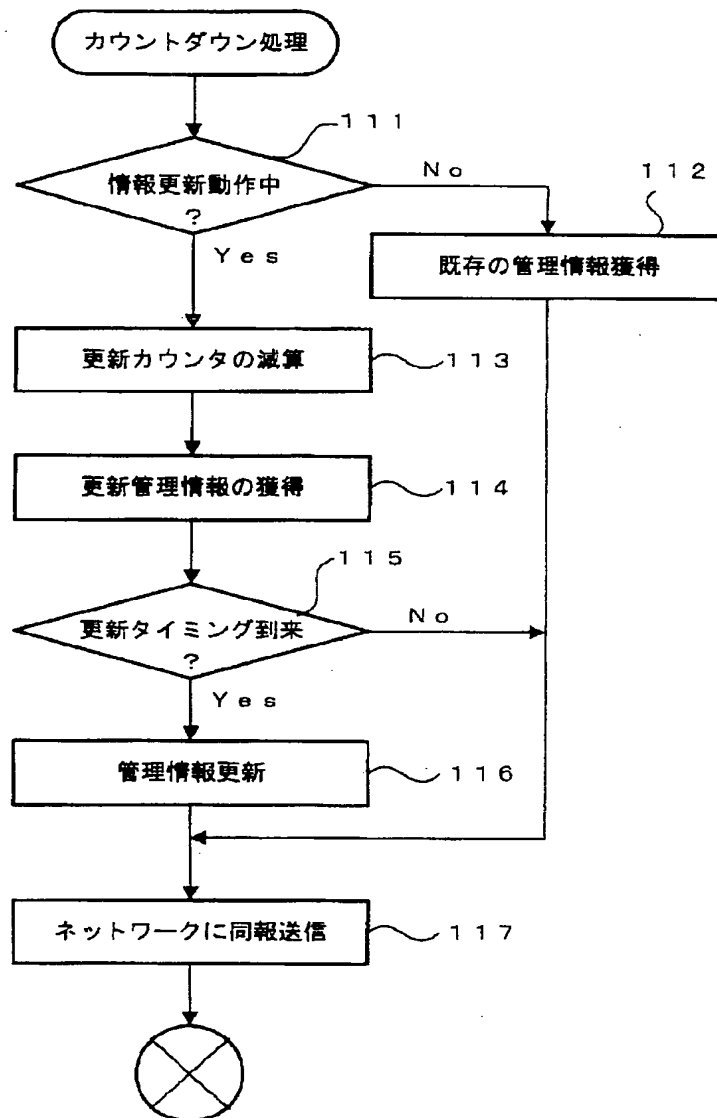 カウントダウン処理
111
情報更新動作中
?
No
112
Yes
既存の管理情報獲得
更新カウンタの減算
113
更新管理情報の獲得
114
115
更新タイミング到来
?
No
Yes
管理情報更新
116
ネットワークに同報送信
117